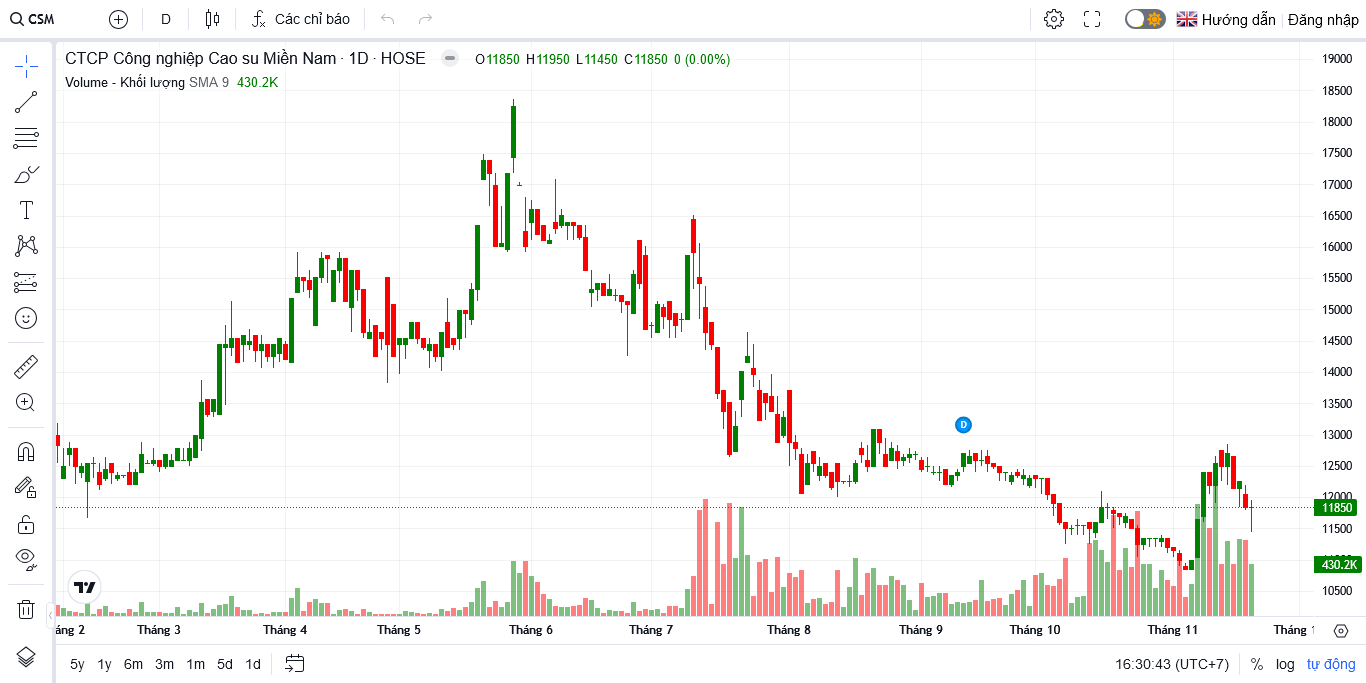 CSM D Các chỉ báo Hướng dẫn Đăng nhập
CTCP Công nghiệp Cao su Miền Nam · 1D · HOSE O11850 H11950 L11450 C11850 0 (0.00%)
Volume - Khối lượng SMA 9 430.2K
19000
18500
18000
17500
17000
16500
16000
15500
15000
14500
14000
13500
D
13000
12500
12000
11850
11500
430.2K
10500
Tháng 3 Tháng 4 Tháng 5 Tháng 6 Tháng 7 Tháng 8 Tháng 9 Tháng 10 Tháng 11
5y 1y 6m 3m 1m 5d 1d 16:30:43 (UTC+7) % log tự động